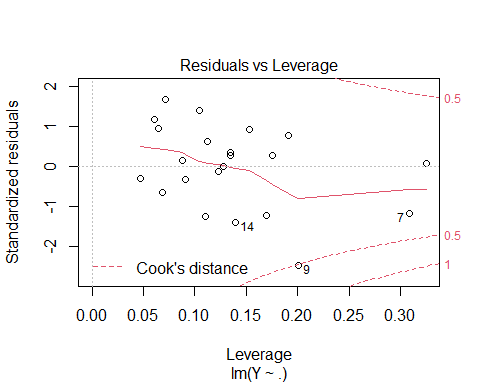 Residuals vs Leverage
Standardized residuals
2
1
0
-1
-2
0.5
0.5
1
7
14
9
Cook's distance
0.00 0.05 0.10 0.15 0.20 0.25 0.30
Leverage
lm(Y ~ .)